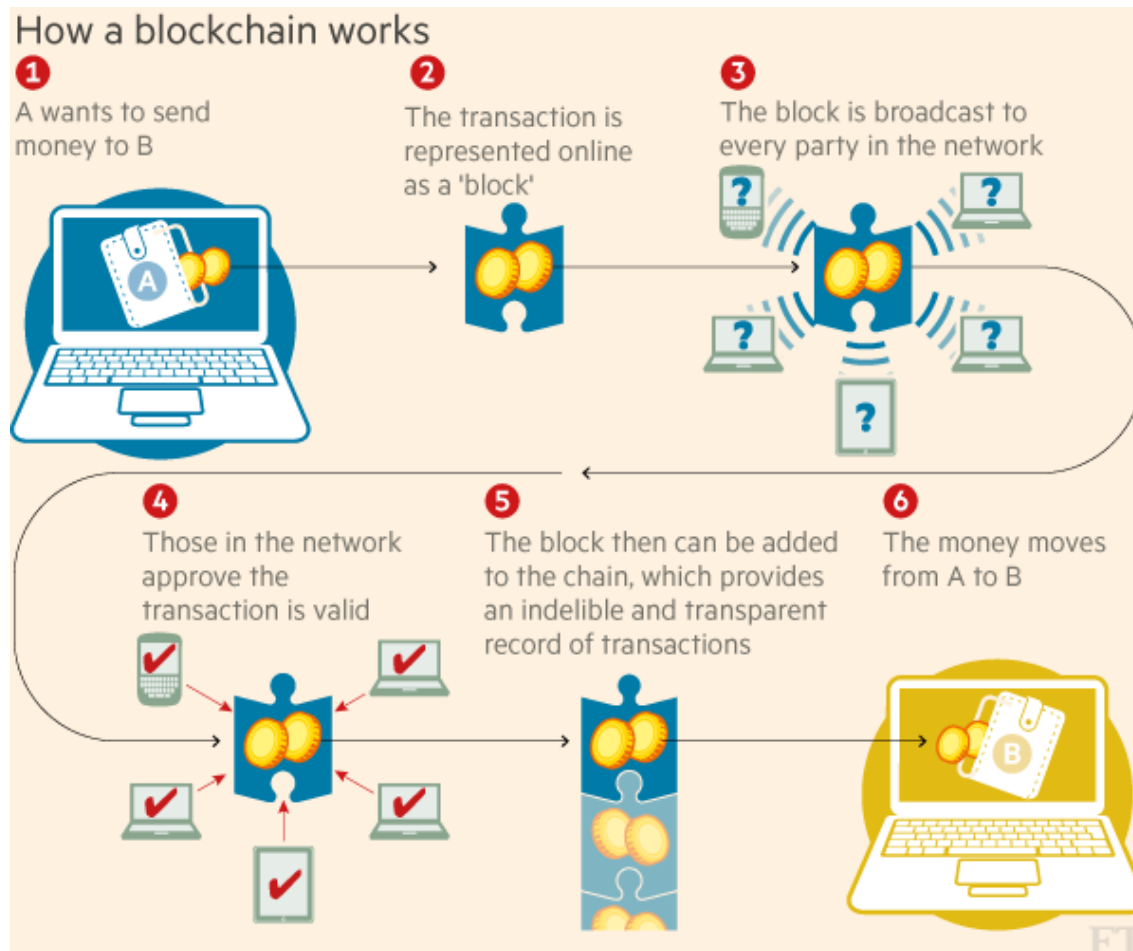 How a blockchain works
1
A wants to send
money to B
A
2
The transaction is
represented online
as a 'block'
3
The block is broadcast to
every party in the network
?
?
?
?
?
4
Those in the network
approve the
transaction is valid
5
The block then can be added
to the chain, which provides
an indelible and transparent
record of transactions
6
The money moves
from A to B
B
FT